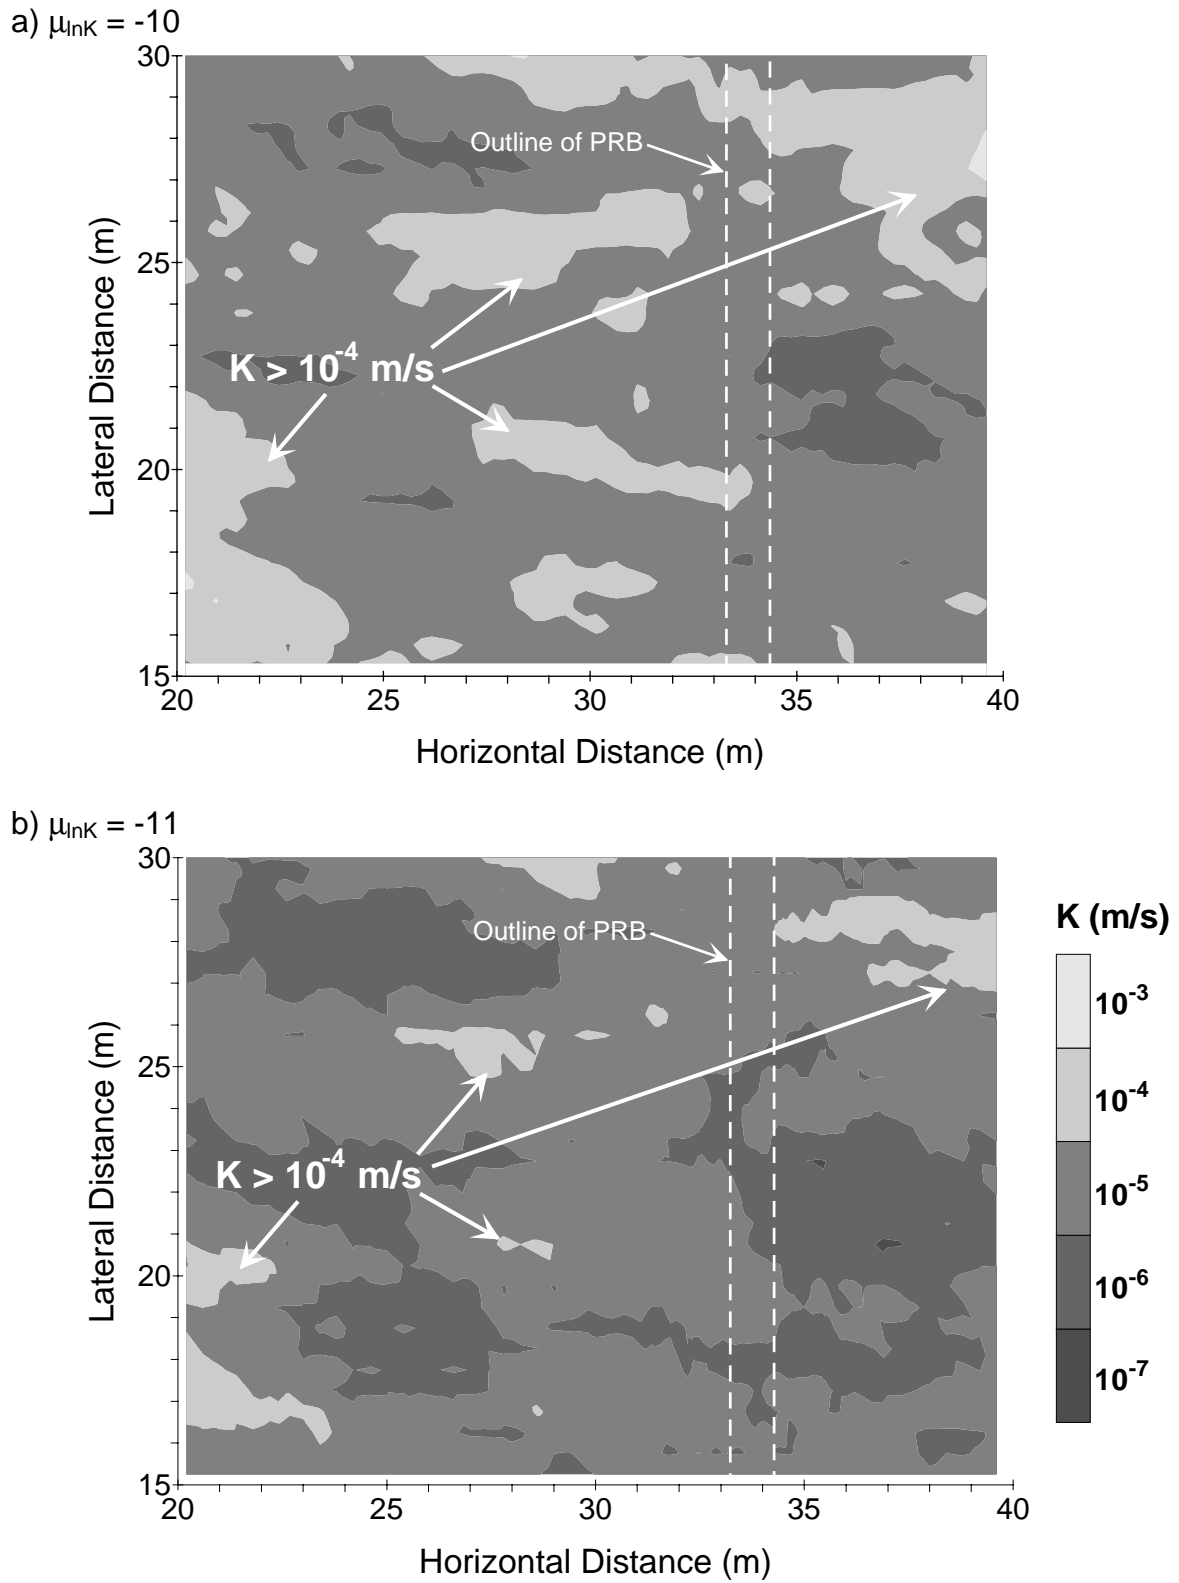 a) μlnK = -10
30
25
20
15
Lateral Distance (m)
Outline of PRB
K > 10-4 m/s
20 25 30 35 40
Horizontal Distance (m)
b) μlnK = -11
30
25
20
15
Lateral Distance (m)
Outline of PRB
K > 10-4 m/s
20 25 30 35 40
Horizontal Distance (m)
K (m/s)
10-3
10-4
10-5
10-6
10-7